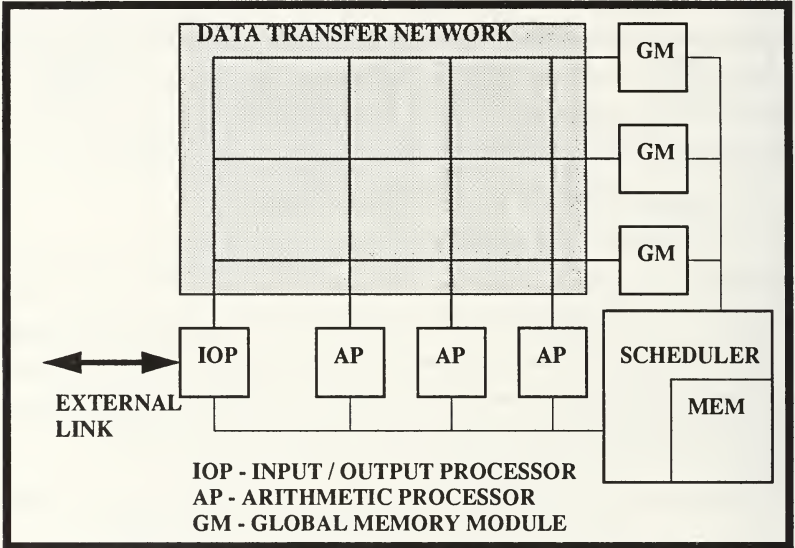 DATA TRANSFER NETWORK
GM
GM
GM
IOP
AP
AP
AP
SCHEDULER
MEM
EXTERNAL
LINK
IOP - INPUT / OUTPUT PROCESSOR
AP - ARITHMETIC PROCESSOR
GM - GLOBAL MEMORY MODULE